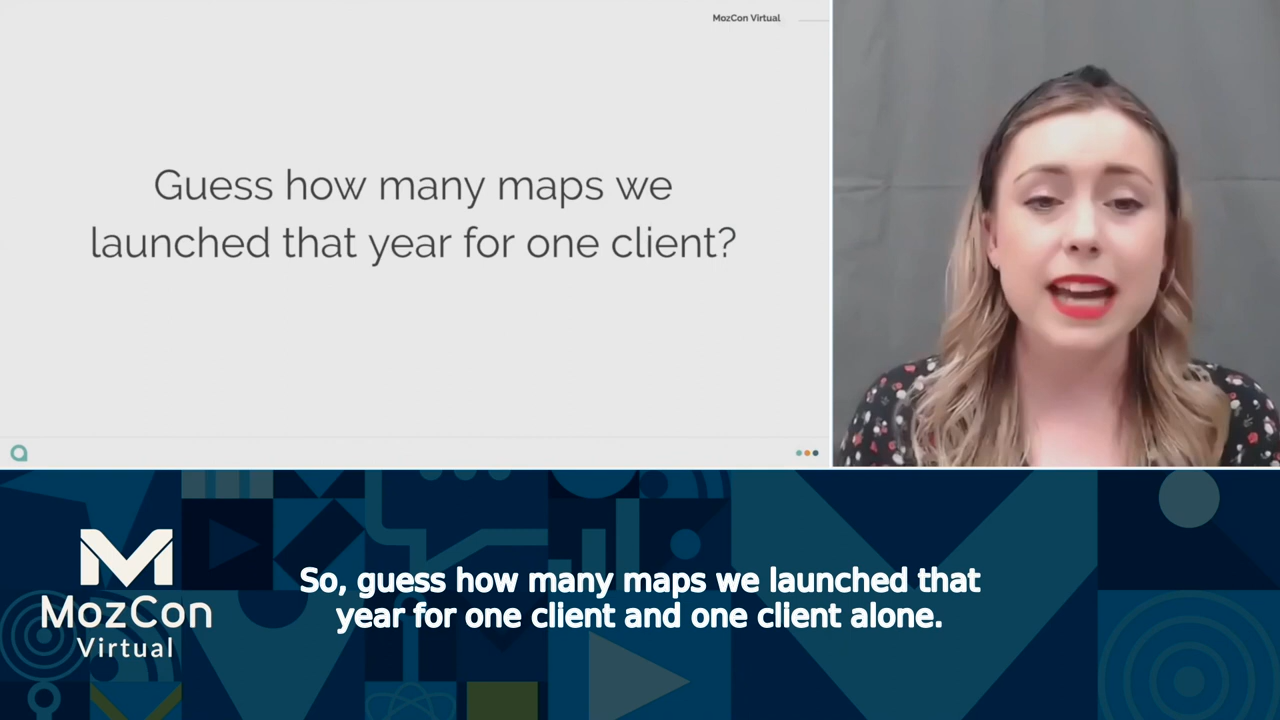 MozCon Virtual
Guess how many maps we
launched that year for one client?
MozCon
Virtual
So, guess how many maps we launched that
year for one client and one client alone.